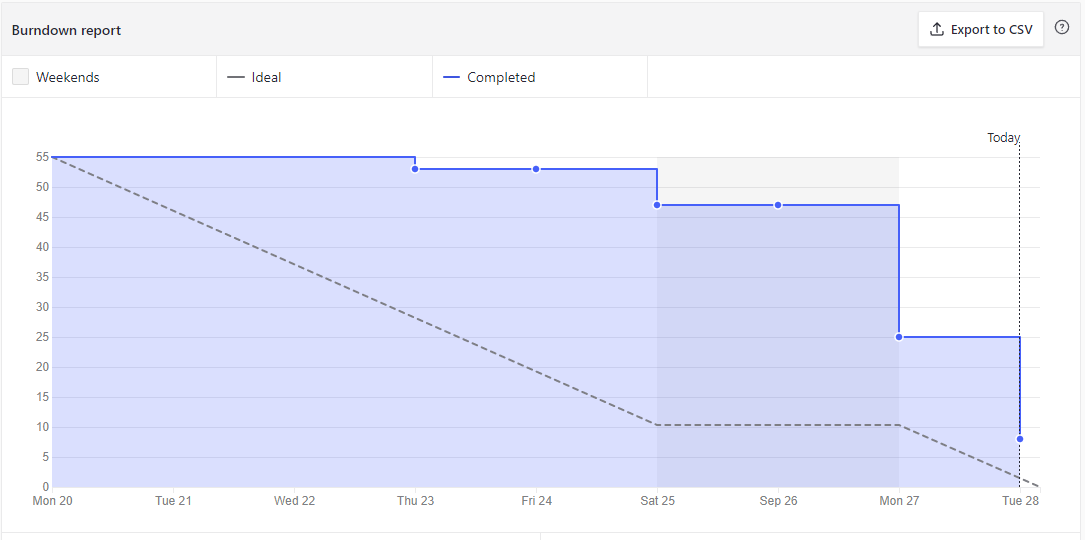 Burndown report
Export to CSV
Weekends
Ideal
Completed
Today
55
50
45
40
35
30
25
20
15
10
5
0
Mon 20
Tue 21
Wed 22
Thu 23
Fri 24
Sat 25
Sep 26
Mon 27
Tue 28